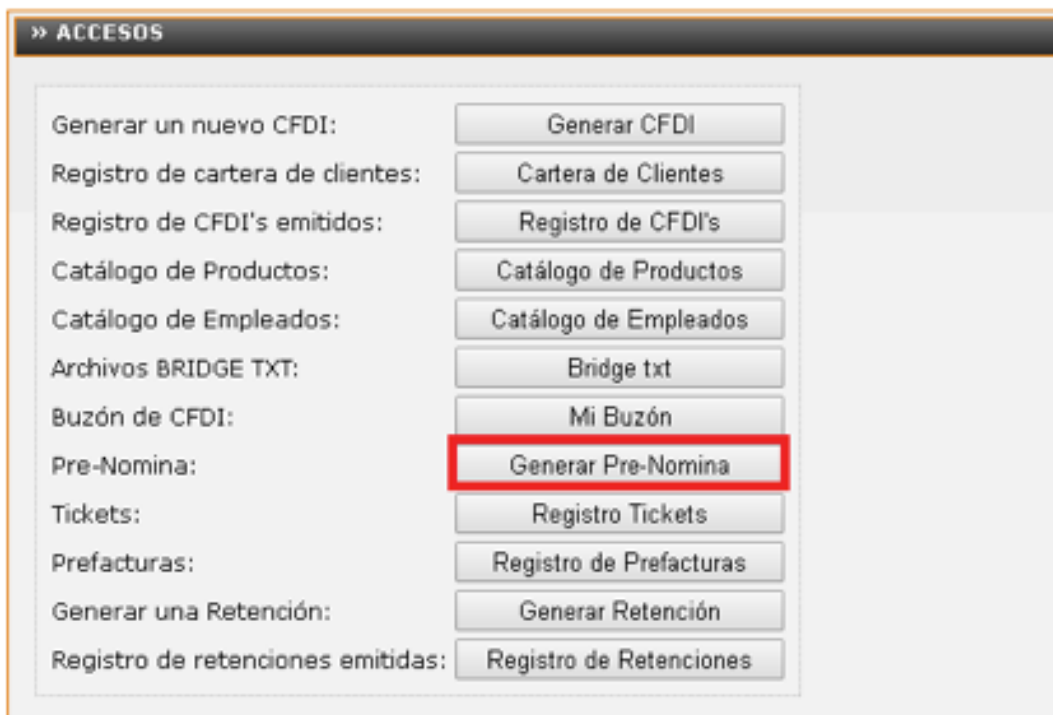 » ACCESOS
Generar un nuevo CFDI: Generar CFDI
Registro de cartera de clientes: Cartera de Clientes
Registro de CFDI's emitidos: Registro de CFDI's
Catálogo de Productos: Catálogo de Productos
Catálogo de Empleados: Catálogo de Empleados
Archivos BRIDGE TXT: Bridge txt
Buzón de CFDI: Mi Buzón
Pre-Nomina: Generar Pre-Nomina
Tickets: Registro Tickets
Prefacturas: Registro de Prefacturas
Generar una Retención: Generar Retención
Registro de retenciones emitidas: Registro de Retenciones